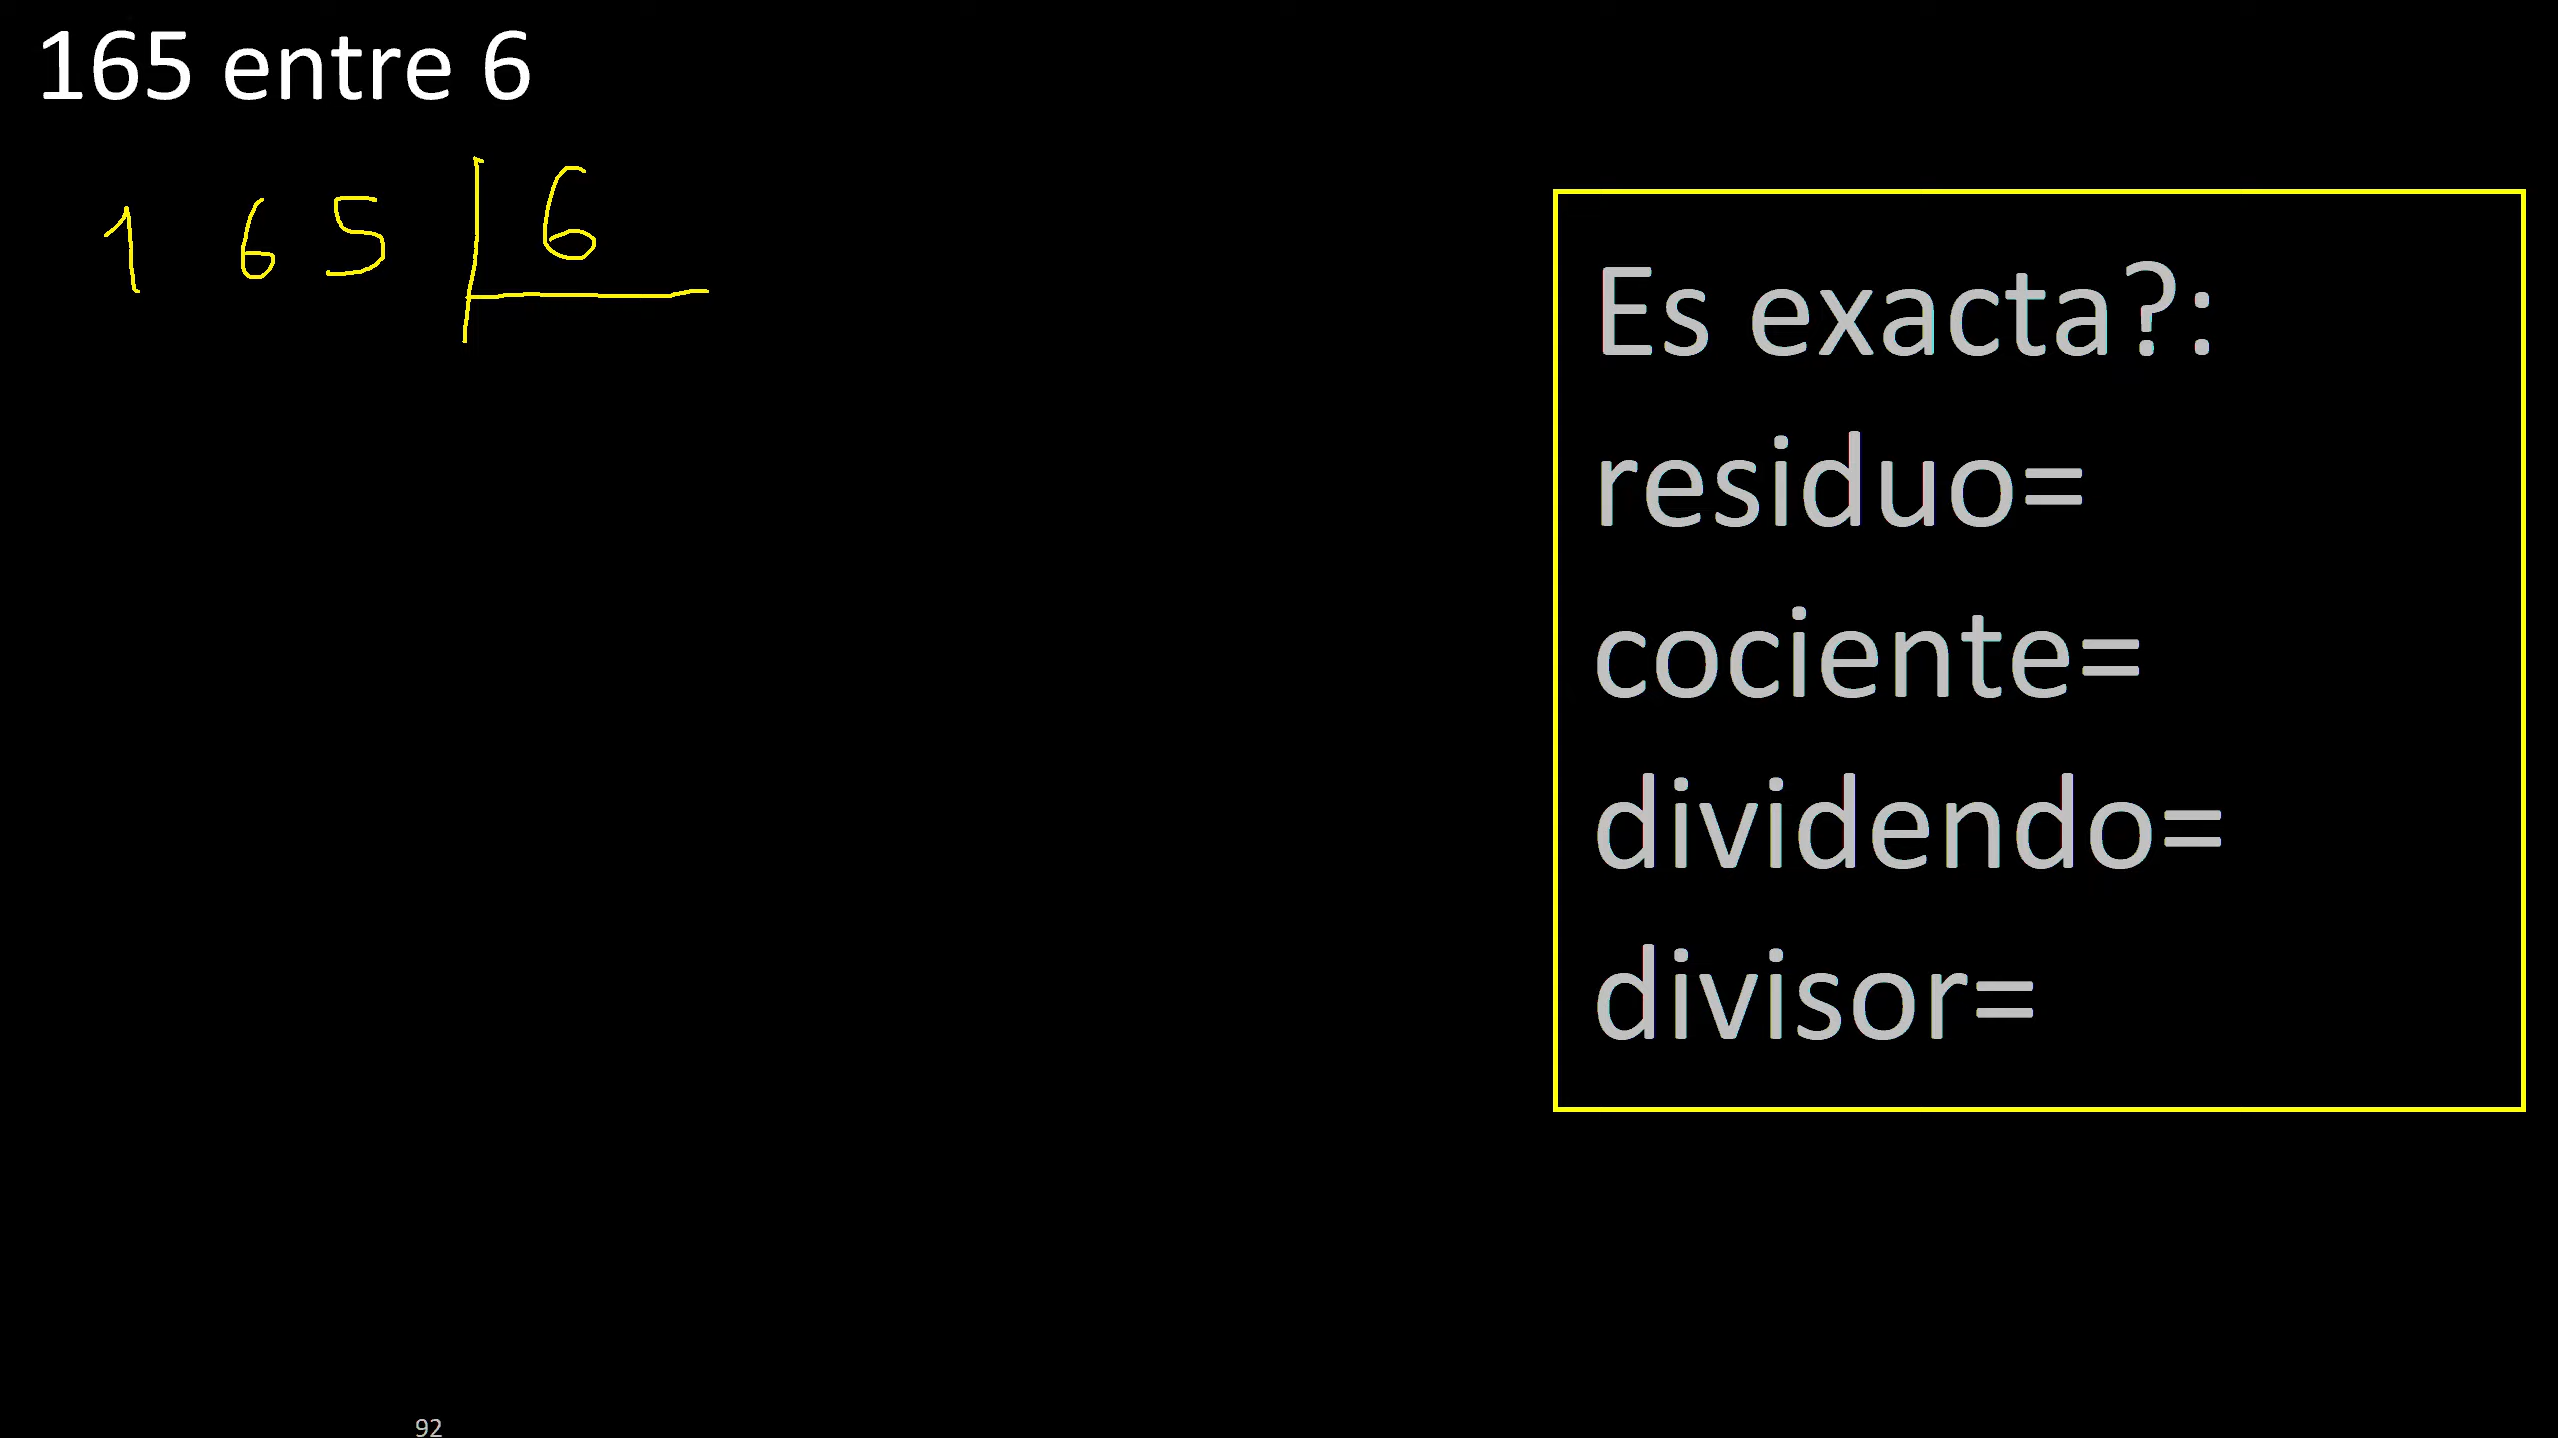 165 entre 6
1 6 5 6
Es exacta?:
residuo=
cociente=
dividendo=
divisor=
92